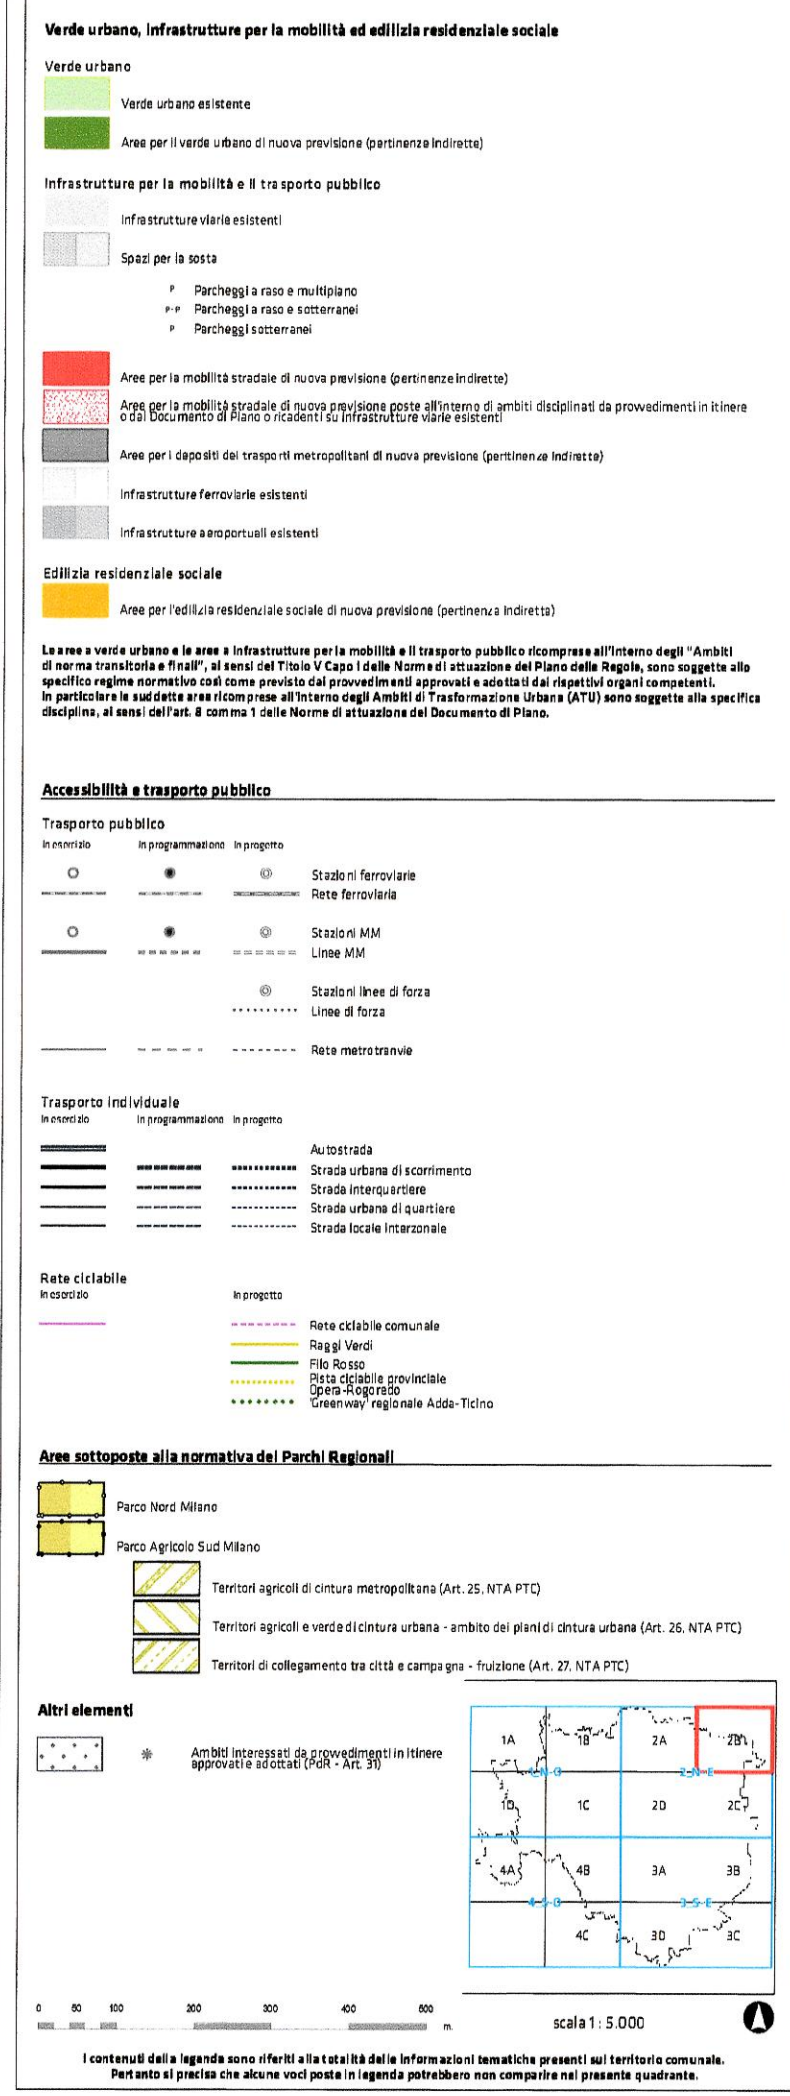 Verde urbano, infrastrutture per la mobilità ed edilizia residenziale sociale
Verde urbano
Verde urbano esistente
Aree per il verde urbano di nuova previsione (pertinenze indirette)
Infrastrutture per la mobilità e il trasporto pubblico
Infrastrutture viarie esistenti
Spazi per la sosta
P Parcheggi a raso e multipiano
P-P Parcheggi a raso e sotterranei
P Parcheggi sotterranei
Aree per la mobilità stradale di nuova previsione (pertinenze indirette)
Aree per la mobilità stradale di nuova previsione poste all'interno di ambiti disciplinati da provvedimenti in itinere
o dal Documento di Piano o ricadenti su infrastrutture viarie esistenti
Aree per i depositi dei trasporti metropolitani di nuova previsione (pertinenze indirette)
Infrastrutture ferroviarie esistenti
Infrastrutture aeroportuali esistenti
Edilizia residenziale sociale
Aree per l'edilizia residenziale sociale di nuova previsione (pertinenza indiretta)
Le aree a verde urbano e le aree a infrastrutture per la mobilità e il trasporto pubblico ricomprese all'interno degli "Ambiti
di norma transitoria e finali", ai sensi del Titolo V Capo I delle Norme di attuazione del Piano delle Regole, sono soggette allo
specifico regime normativo così come previsto dai provvedimenti approvati e adottati dai rispettivi organi competenti.
In particolare le suddette aree ricomprese all'interno degli Ambiti di Trasformazione Urbana (ATU) sono soggette alla specifica
disciplina, ai sensi dell'art. 8 comma 1 delle Norme di attuazione del Documento di Piano.
Accessibilità e trasporto pubblico
Trasporto pubblico
In esercizio In programmazione In progetto
Stazioni ferroviarie
Rete ferroviaria
Stazioni MM
Linee MM
Stazioni linee di forza
Linee di forza
Rete metrotranvie
Trasporto individuale
In esercizio In programmazione In progetto
Autostrada
Strada urbana di scorrimento
Strada interquartiere
Strada urbana di quartiere
Strada locale interzonale
Rete ciclabile
In esercizio In progetto
Rete ciclabile comunale
Raggi Verdi
Filo Rosso
Pista ciclabile provinciale
Opera-Rogoredo
'Greenway' regionale Adda-Ticino
Aree sottoposte alla normativa dei Parchi Regionali
Parco Nord Milano
Parco Agricolo Sud Milano
Territori agricoli di cintura metropolitana (Art. 25, NTA PTC)
Territori agricoli e verde di cintura urbana - ambito dei piani di cintura urbana (Art. 26, NTA PTC)
Territori di collegamento tra città e campagna - fruizione (Art. 27, NTA PTC)
Altri elementi
Ambiti interessati da provvedimenti in itinere
approvati e adottati (PdR - Art. 31)
1A 1B 2A 2B
1_N-O 2_N-E
1D 1C 2D 2C
4A 4B 3A 3B
4_S-O 3_S-E
4C 3D 3C
0 50 100 200 300 400 500
m.
scala 1 : 5.000
I contenuti della legenda sono riferiti alla totalità delle informazioni tematiche presenti sul territorio comunale.
Pertanto si precisa che alcune voci poste in legenda potrebbero non comparire nel presente quadrante.